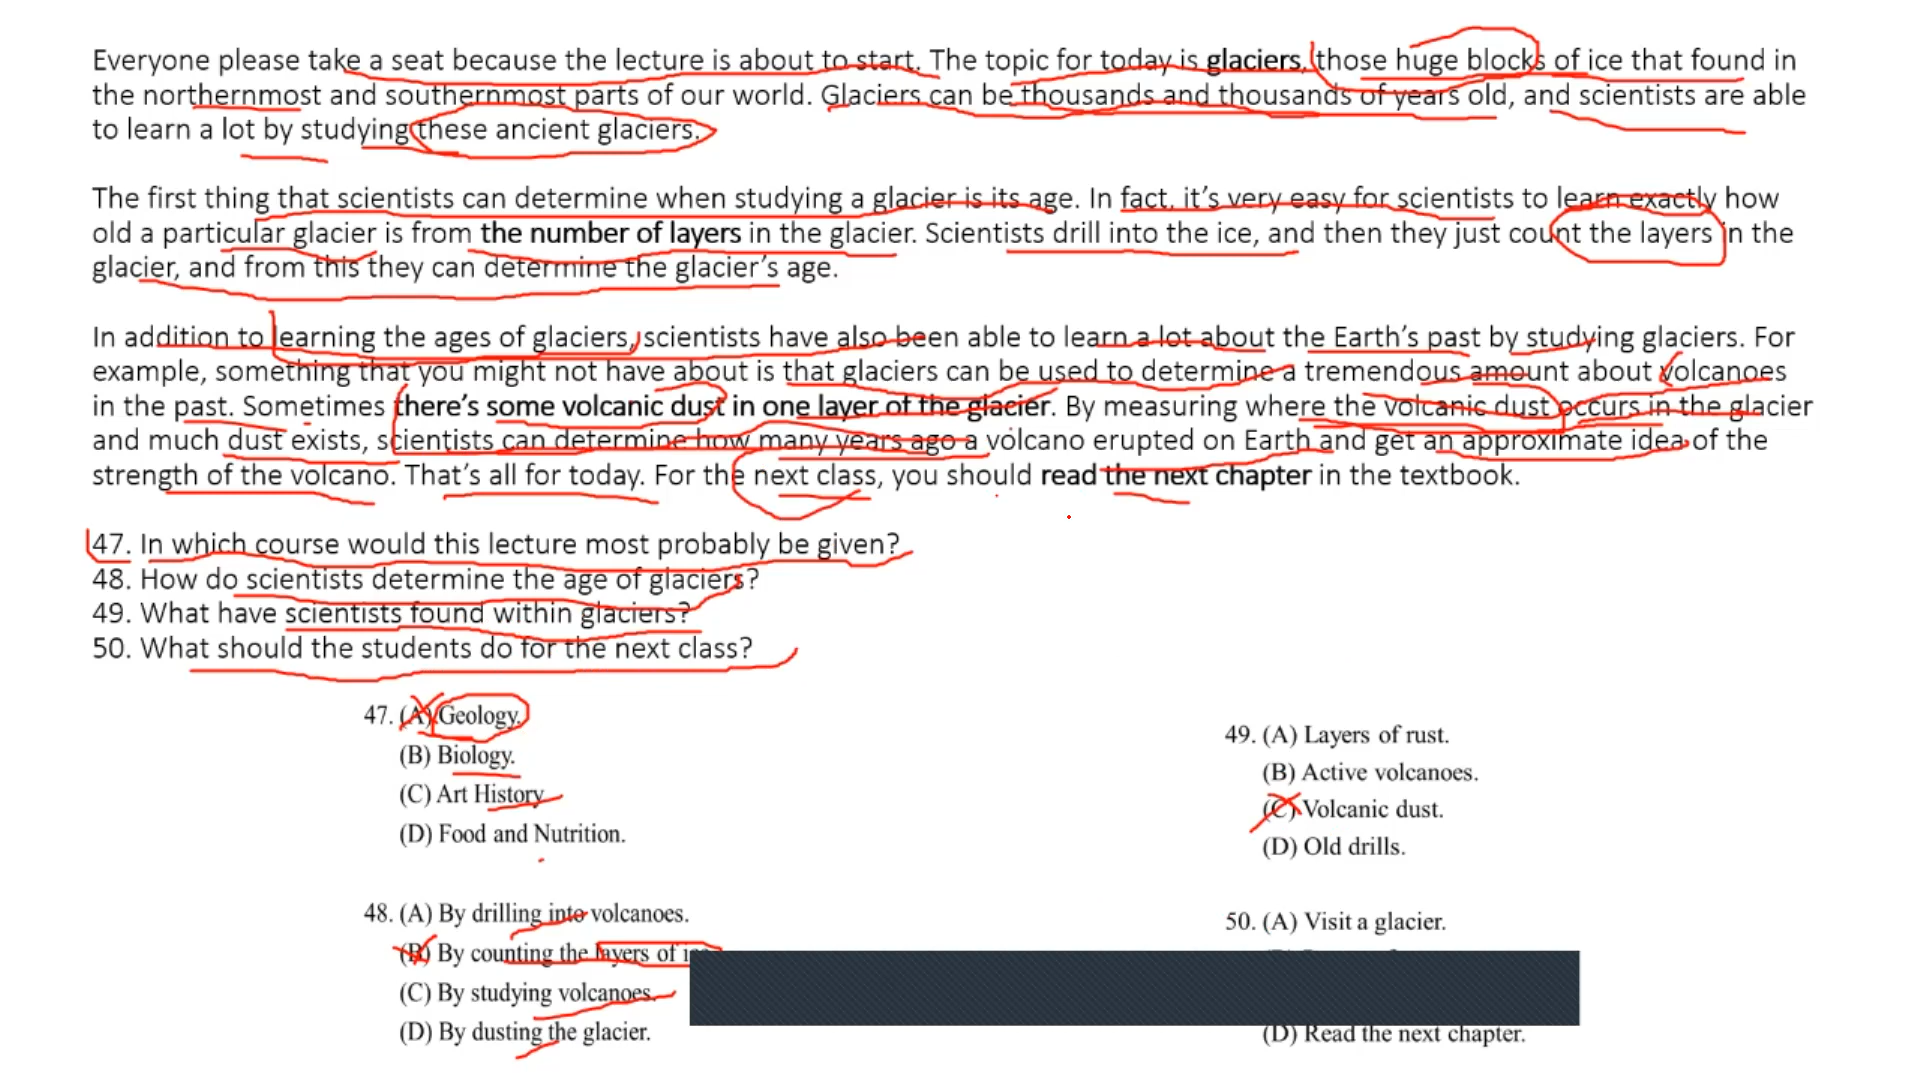 Everyone please take a seat because the lecture is about to start. The topic for today is glaciers, those huge blocks of ice that found in
the northernmost and southernmost parts of our world. Glaciers can be thousands and thousands of years old, and scientists are able
to learn a lot by studying these ancient glaciers.
The first thing that scientists can determine when studying a glacier is its age. In fact, it's very easy for scientists to learn exactly how
old a particular glacier is from the number of layers in the glacier. Scientists drill into the ice, and then they just count the layers in the
glacier, and from this they can determine the glacier's age.
In addition to learning the ages of glaciers, scientists have also been able to learn a lot about the Earth's past by studying glaciers. For
example, something that you might not have about is that glaciers can be used to determine a tremendous amount about volcanoes
in the past. Sometimes there's some volcanic dust in one layer of the glacier. By measuring where the volcanic dust occurs in the glacier
and much dust exists, scientists can determine how many years ago a volcano erupted on Earth and get an approximate idea of the
strength of the volcano. That's all for today. For the next class, you should read the next chapter in the textbook.
47. In which course would this lecture most probably be given?
48. How do scientists determine the age of glaciers?
49. What have scientists found within glaciers?
50. What should the students do for the next class?
47. (A) Geology.
(B) Biology.
(C) Art History
(D) Food and Nutrition.
48. (A) By drilling into volcanoes.
(B) By counting the layers of
(C) By studying volcanoes.
(D) By dusting the glacier.
49. (A) Layers of rust.
(B) Active volcanoes.
(C) Volcanic dust.
(D) Old drills.
50. (A) Visit a glacier.
(D) Read the next chapter.